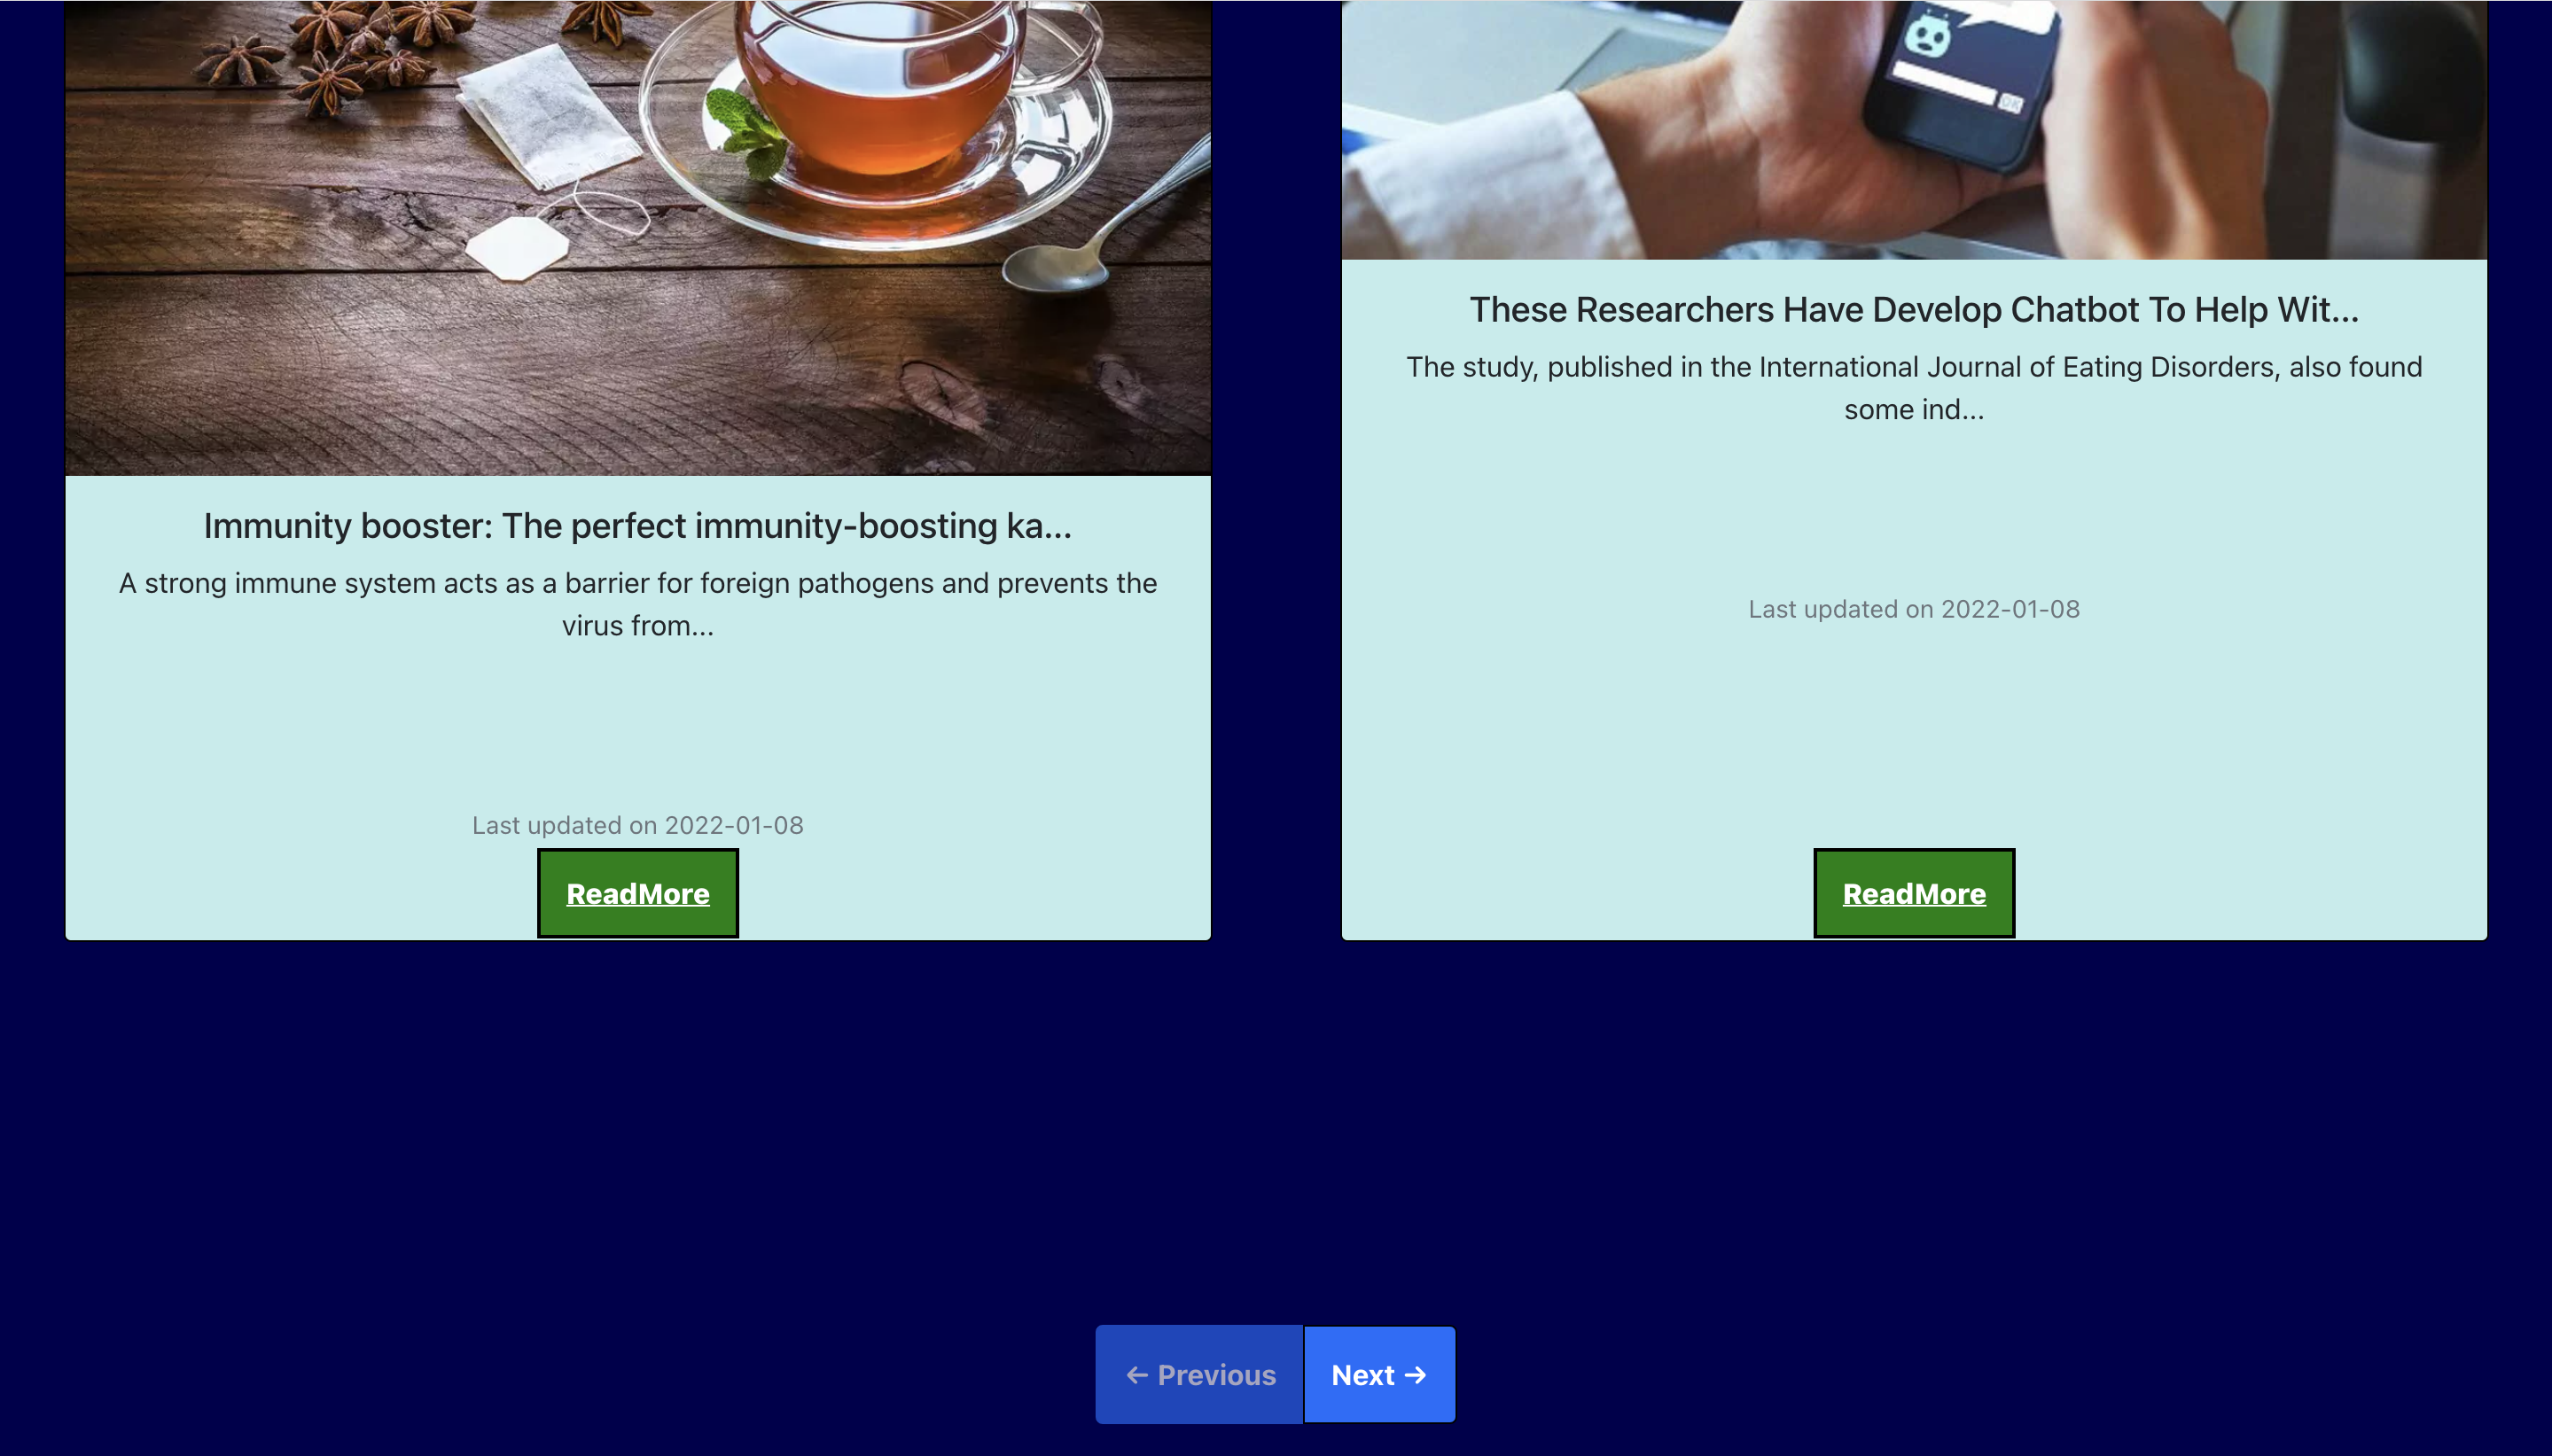 OK
Immunity booster: The perfect immunity-boosting ka...
A strong immune system acts as a barrier for foreign pathogens and prevents the
virus from...
Last updated on 2022-01-08
ReadMore
These Researchers Have Develop Chatbot To Help Wit...
The study, published in the International Journal of Eating Disorders, also found
some ind...
Last updated on 2022-01-08
ReadMore
← Previous
Next →